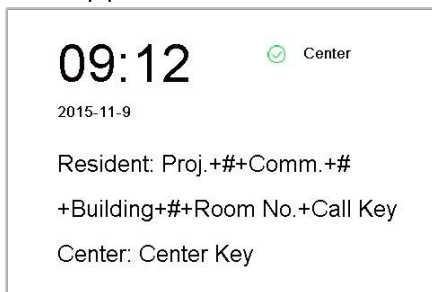 09:12
Center
2015-11-9
Resident: Proj.+#+Comm.+#
+Building+#+Room No.+Call Key
Center: Center Key